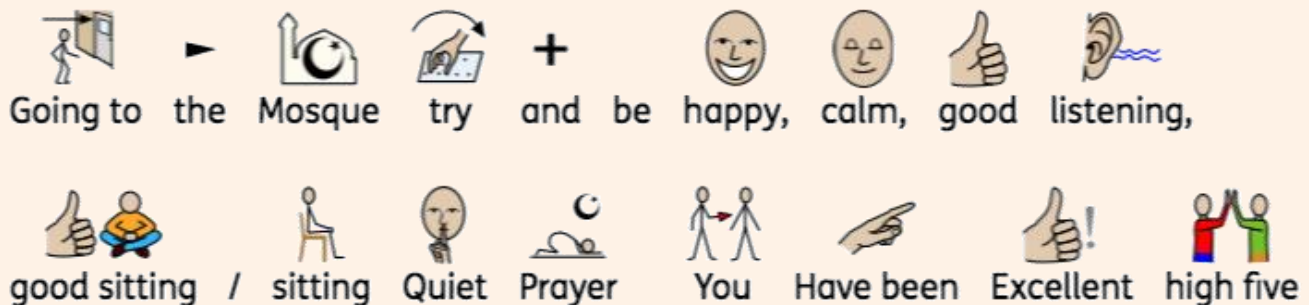 Going to the Mosque try and be happy, calm, good listening,
good sitting / sitting Quiet Prayer You Have been Excellent high five